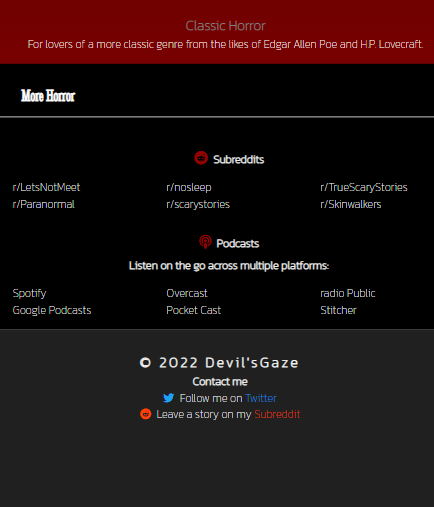 Classic Horror
For lovers of a more classic genre from the likes of Edgar Allen Poe and H.P. Lovecraft.
More Horror
Subreddits
r/LetsNotMeet r/nosleep r/TrueScaryStories
r/Paranormal r/scarystories r/Skinwalkers
Podcasts
Listen on the go across multiple platforms:
Spotify Overcast radio Public
Google Podcasts Pocket Cast Stitcher
© 2022 Devil'sGaze
Contact me
Follow me on Twitter
Leave a story on my Subreddit